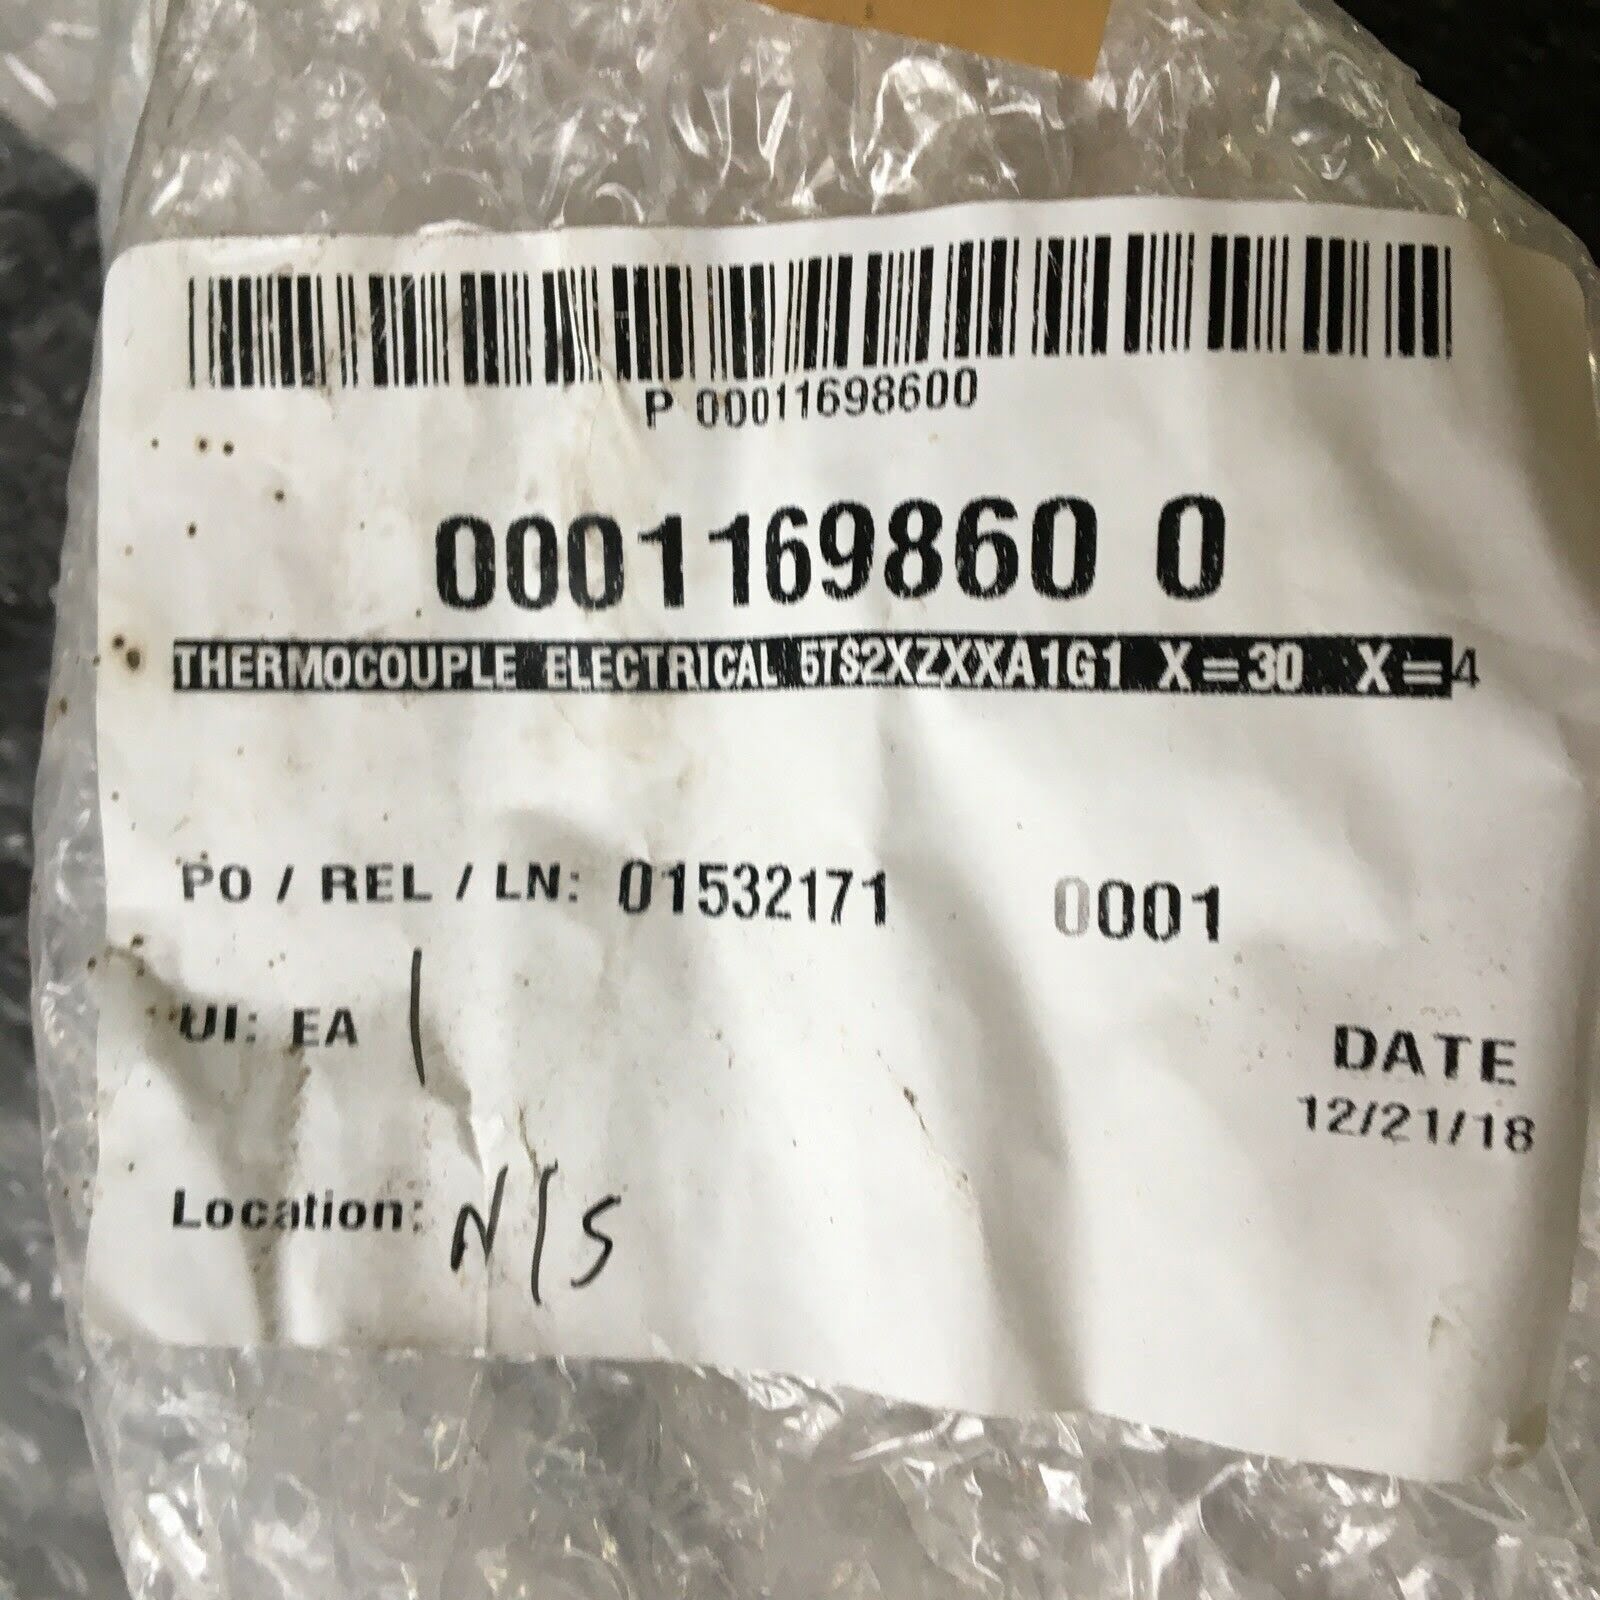 P 00011698600
0001169860 0
THERMOCOUPLE ELECTRICAL 5TS2XZXXA1G1 X=30 X=4
PO / REL / LN: 01532171 0001
UI: EA 1
DATE
12/21/18
Location: N/S